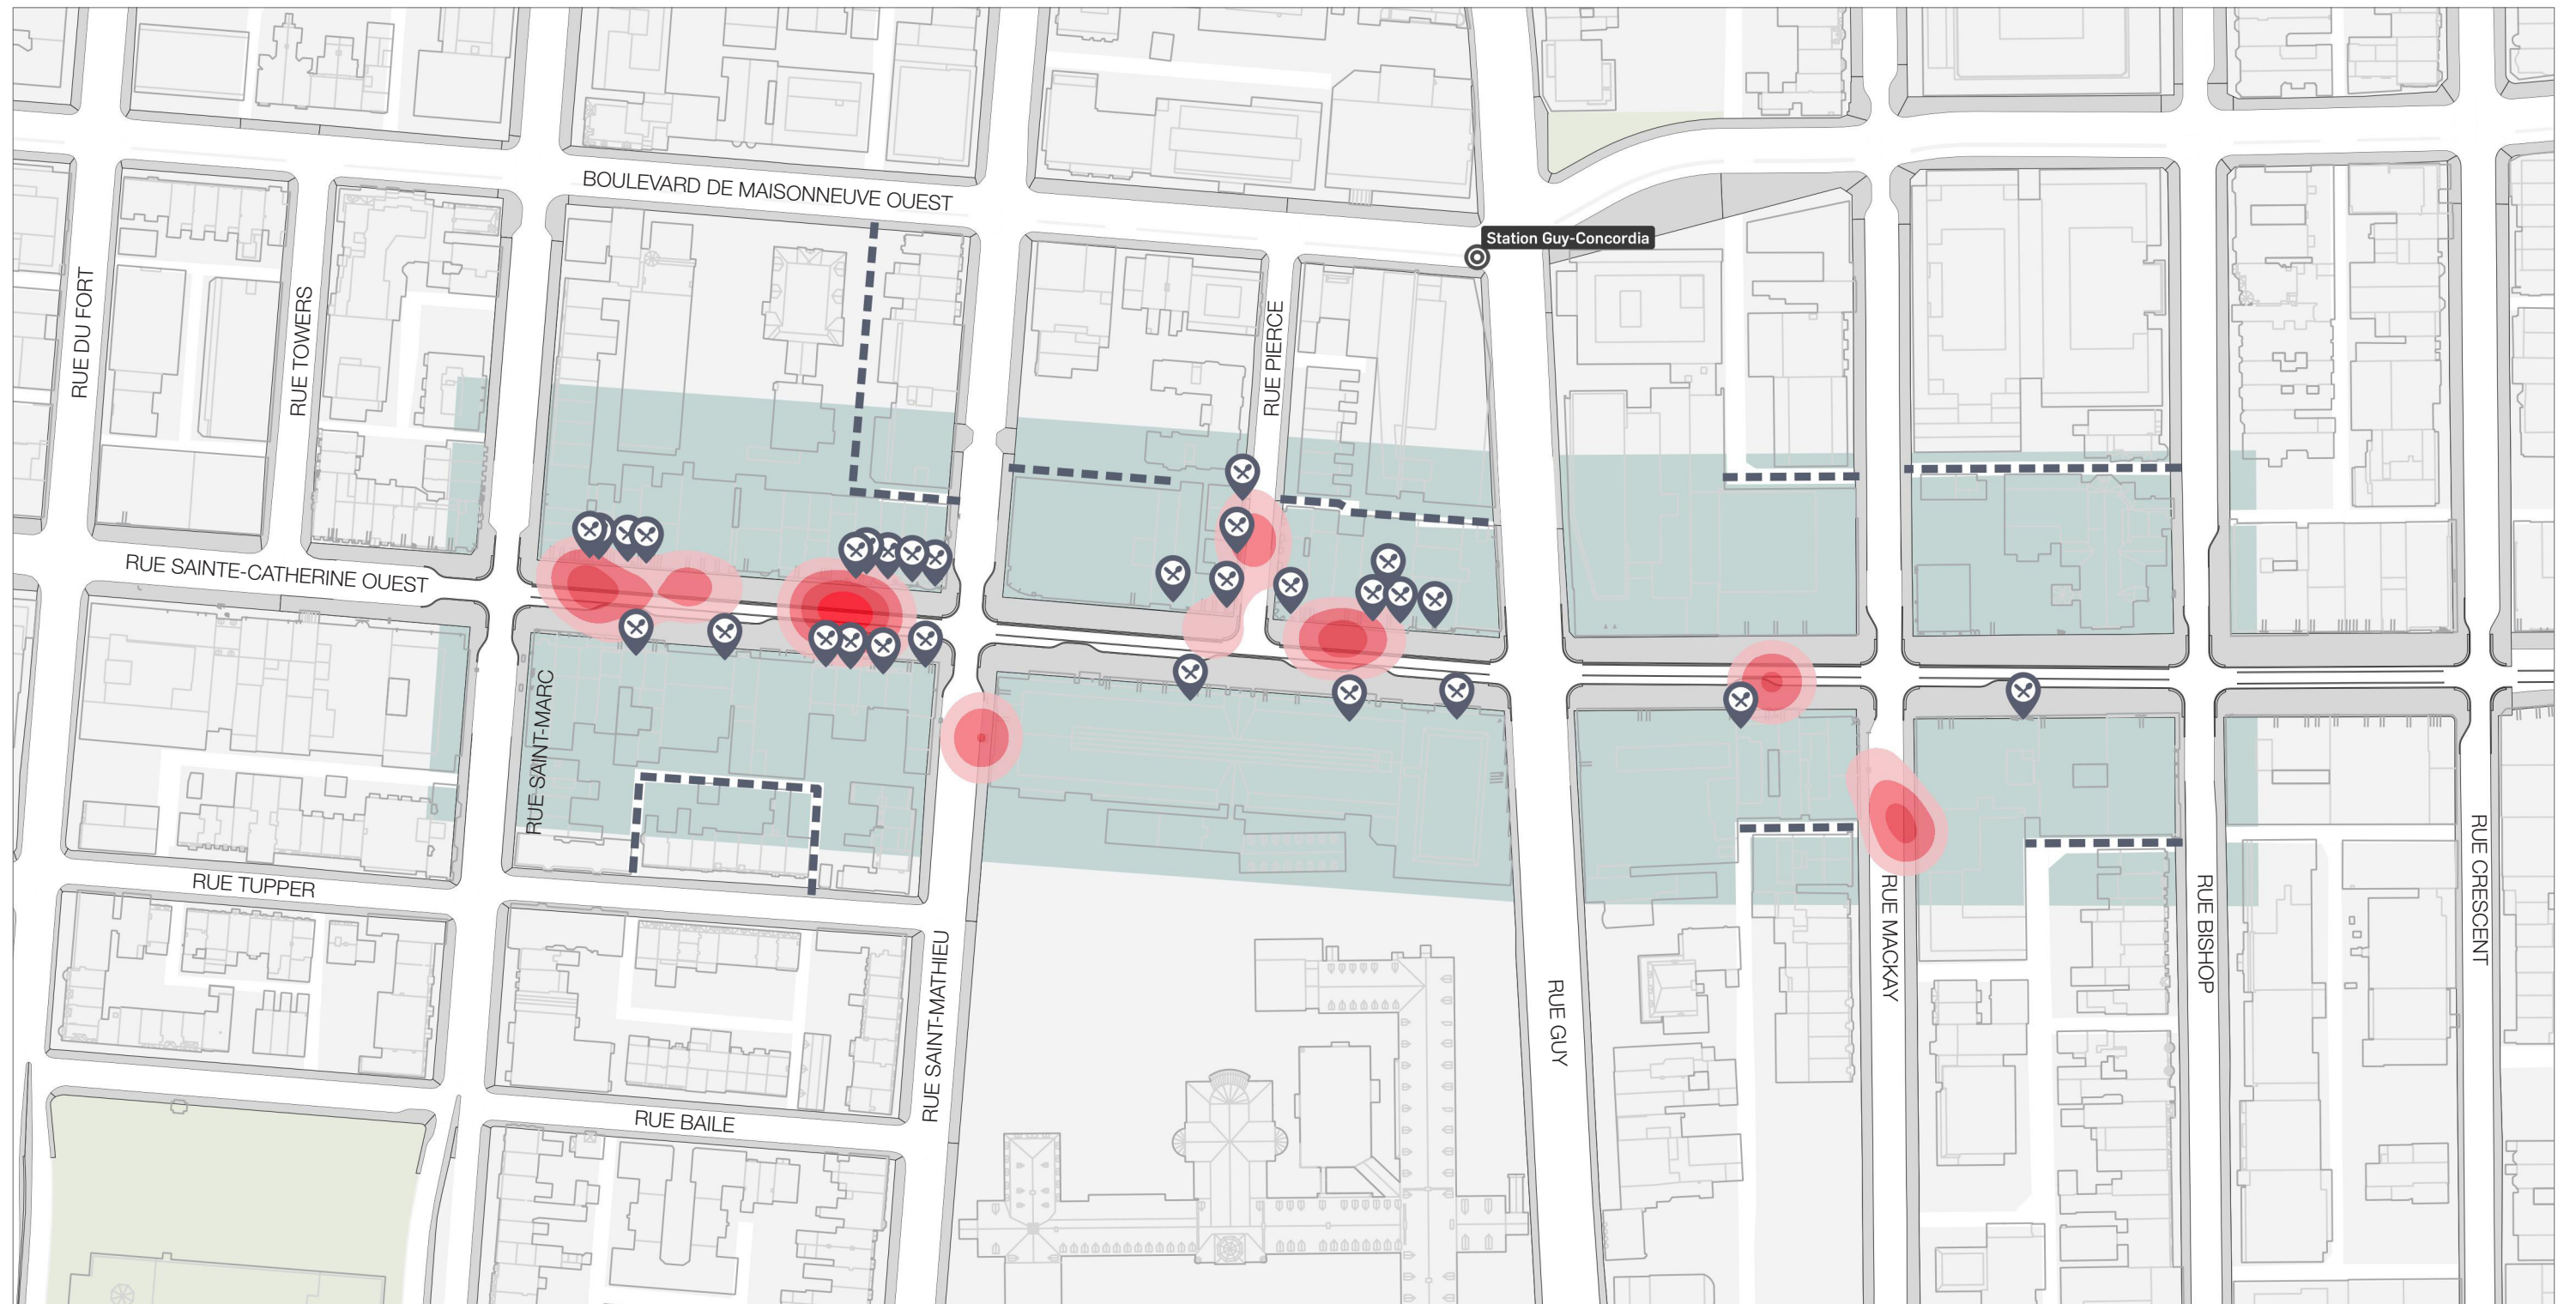 BOULEVARD DE MAISONNEUVE OUEST
Station Guy-Concordia
RUE DU FORT
RUE TOWERS
RUE PIERCE
RUE SAINTE-CATHERINE OUEST
RUE SAINT-MARC
RUE TUPPER
RUE SAINT-MATHIEU
RUE GUY
RUE MACKAY
RUE BISHOP
RUE CRESCENT
RUE BAILE